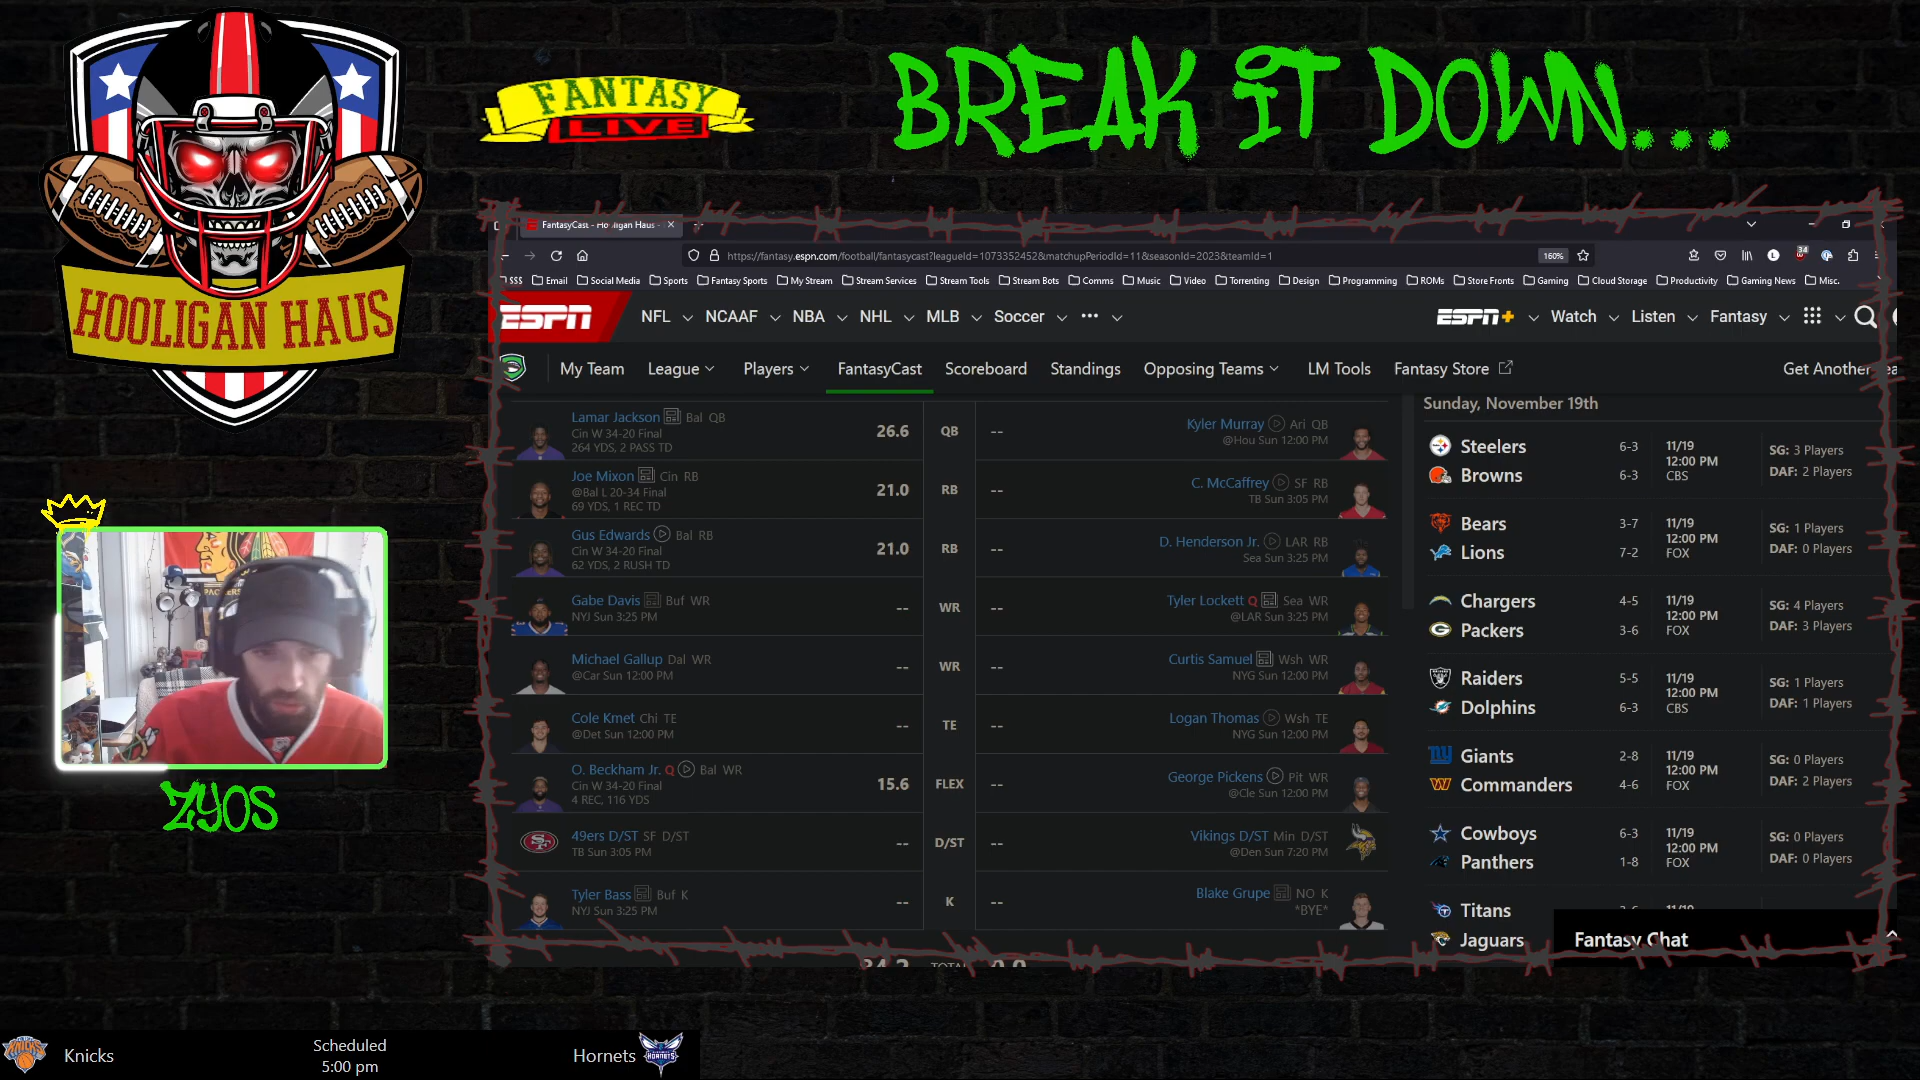 HOOLIGAN HAUS
FANTASY
LIVE
BREAK IT DOWN...
ZYOS
FantasyCast - Hooligan Haus -
https://fantasy.espn.com/football/fantasycast?leagueId=1073352452&matchupPeriodId=11&seasonId=2023&teamId=1
160%
34
$$$ Email Social Media Sports Fantasy Sports My Stream Stream Services Stream Tools Stream Bots Comms Music Video Torrenting Design Programming ROMs Store Fronts Gaming Cloud Storage Productivity Gaming News Misc.
ESPN NFL NCAAF NBA NHL MLB Soccer ••• ESPN+ Watch Listen Fantasy
My Team League Players FantasyCast Scoreboard Standings Opposing Teams LM Tools Fantasy Store Get Another
Lamar Jackson Bal QB
Cin W 34-20 Final
264 YDS, 2 PASS TD
26.6 QB --
Kyler Murray Ari QB
@Hou Sun 12:00 PM
Joe Mixon Cin RB
@Bal L 20-34 Final
69 YDS, 1 REC TD
21.0 RB --
C. McCaffrey SF RB
TB Sun 3:05 PM
Gus Edwards Bal RB
Cin W 34-20 Final
62 YDS, 2 RUSH TD
21.0 RB --
D. Henderson Jr. LAR RB
Sea Sun 3:25 PM
Gabe Davis Buf WR
NYJ Sun 3:25 PM
-- WR --
Tyler Lockett Q Sea WR
@LAR Sun 3:25 PM
Michael Gallup Dal WR
@Car Sun 12:00 PM
-- WR --
Curtis Samuel Wsh WR
NYG Sun 12:00 PM
Cole Kmet Chi TE
@Det Sun 12:00 PM
-- TE --
Logan Thomas Wsh TE
NYG Sun 12:00 PM
O. Beckham Jr. Q Bal WR
Cin W 34-20 Final
4 REC, 116 YDS
15.6 FLEX --
George Pickens Pit WR
@Cle Sun 12:00 PM
49ers D/ST SF D/ST
TB Sun 3:05 PM
-- D/ST --
Vikings D/ST Min D/ST
@Den Sun 7:20 PM
Tyler Bass Buf K
NYJ Sun 3:25 PM
-- K --
Blake Grupe NO K
*BYE*
Sunday, November 19th
Steelers 6-3
Browns 6-3
11/19
12:00 PM
CBS
SG: 3 Players
DAF: 2 Players
Bears 3-7
Lions 7-2
11/19
12:00 PM
FOX
SG: 1 Players
DAF: 0 Players
Chargers 4-5
Packers 3-6
11/19
12:00 PM
FOX
SG: 4 Players
DAF: 3 Players
Raiders 5-5
Dolphins 6-3
11/19
12:00 PM
CBS
SG: 1 Players
DAF: 1 Players
Giants 2-8
Commanders 4-6
11/19
12:00 PM
FOX
SG: 0 Players
DAF: 2 Players
Cowboys 6-3
Panthers 1-8
11/19
12:00 PM
FOX
SG: 0 Players
DAF: 0 Players
Titans
Jaguars
Fantasy Chat
Knicks
Scheduled
5:00 pm
Hornets